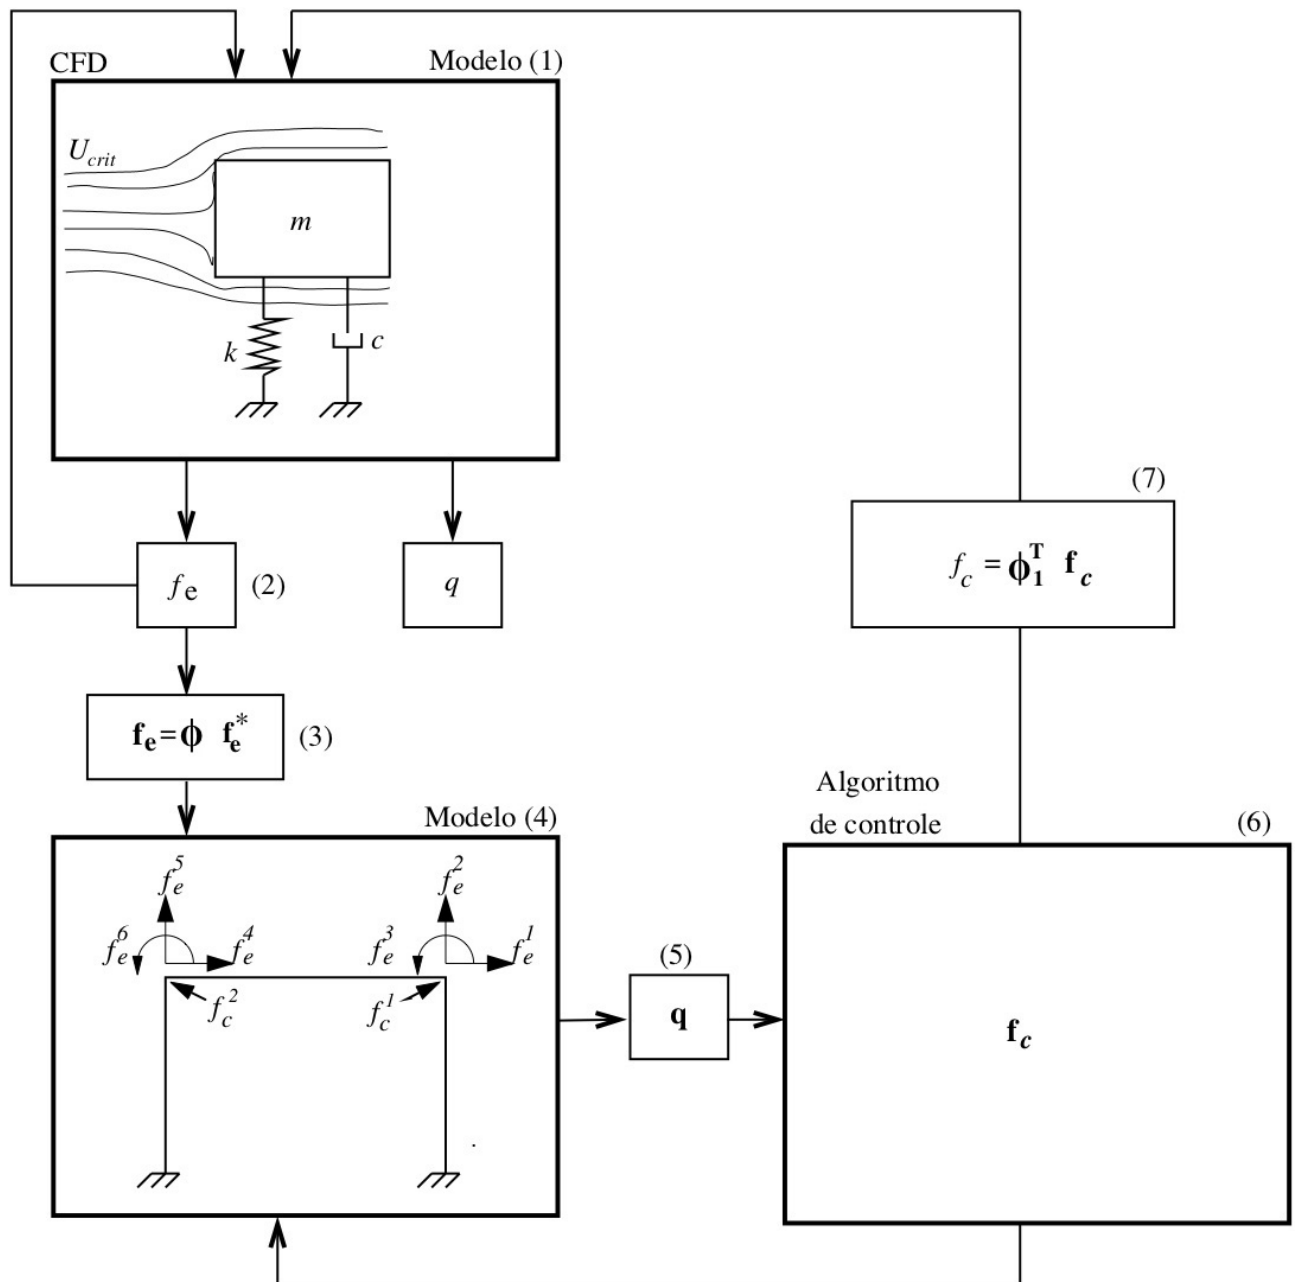 CFD
Modelo (1)
U_crit
m
k
c
f_e
(2)
q
(7)
f_c = ϕ_1^T f_c
f_e = ϕ f_e^*
(3)
Algoritmo
de controle
(6)
Modelo (4)
f_e^5
f_e^2
f_e^6
f_e^4
f_e^3
f_e^1
f_c^2
f_c^1
(5)
q
f_c